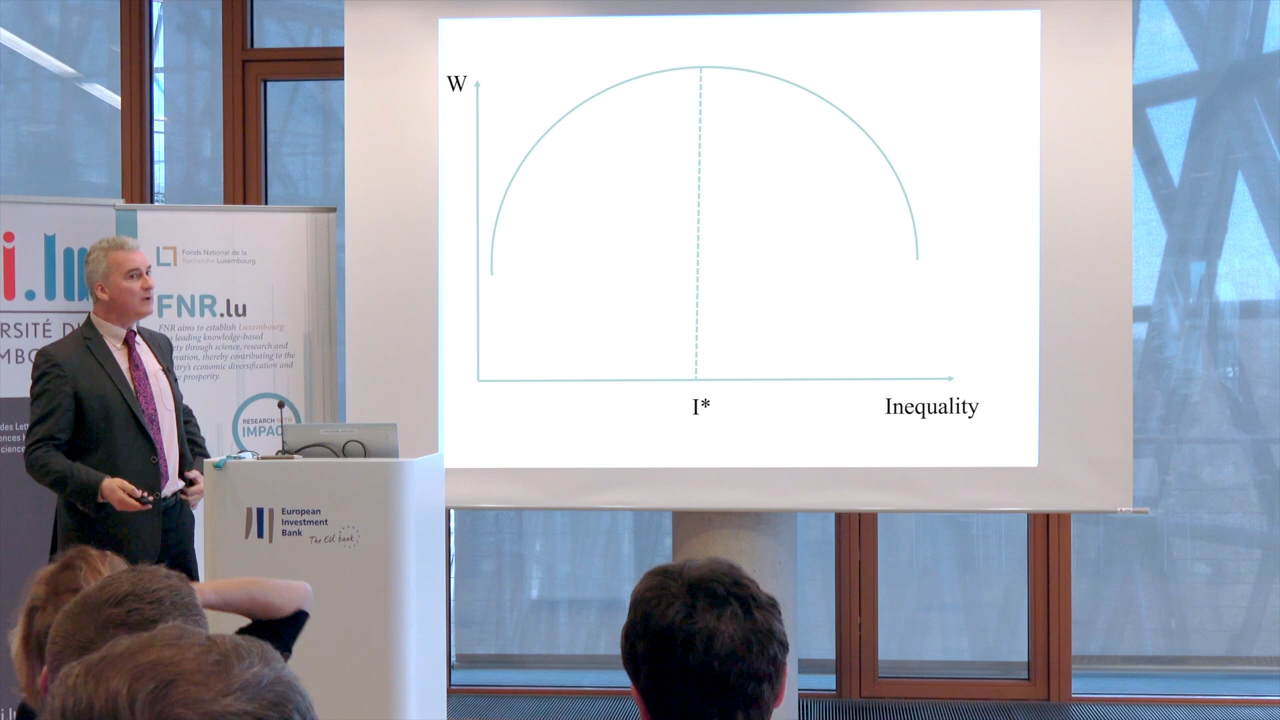 W
I*
Inequality
i.lu
Fonds National de la
Recherche Luxembourg
FNR.lu
FNR aims to establish Luxembourg
leading knowledge-based
through science, research and
thereby contributing to the
economic diversification and
prosperity.
RESEARCH WITH
IMPACT
European
Investment
Bank
The EU bank